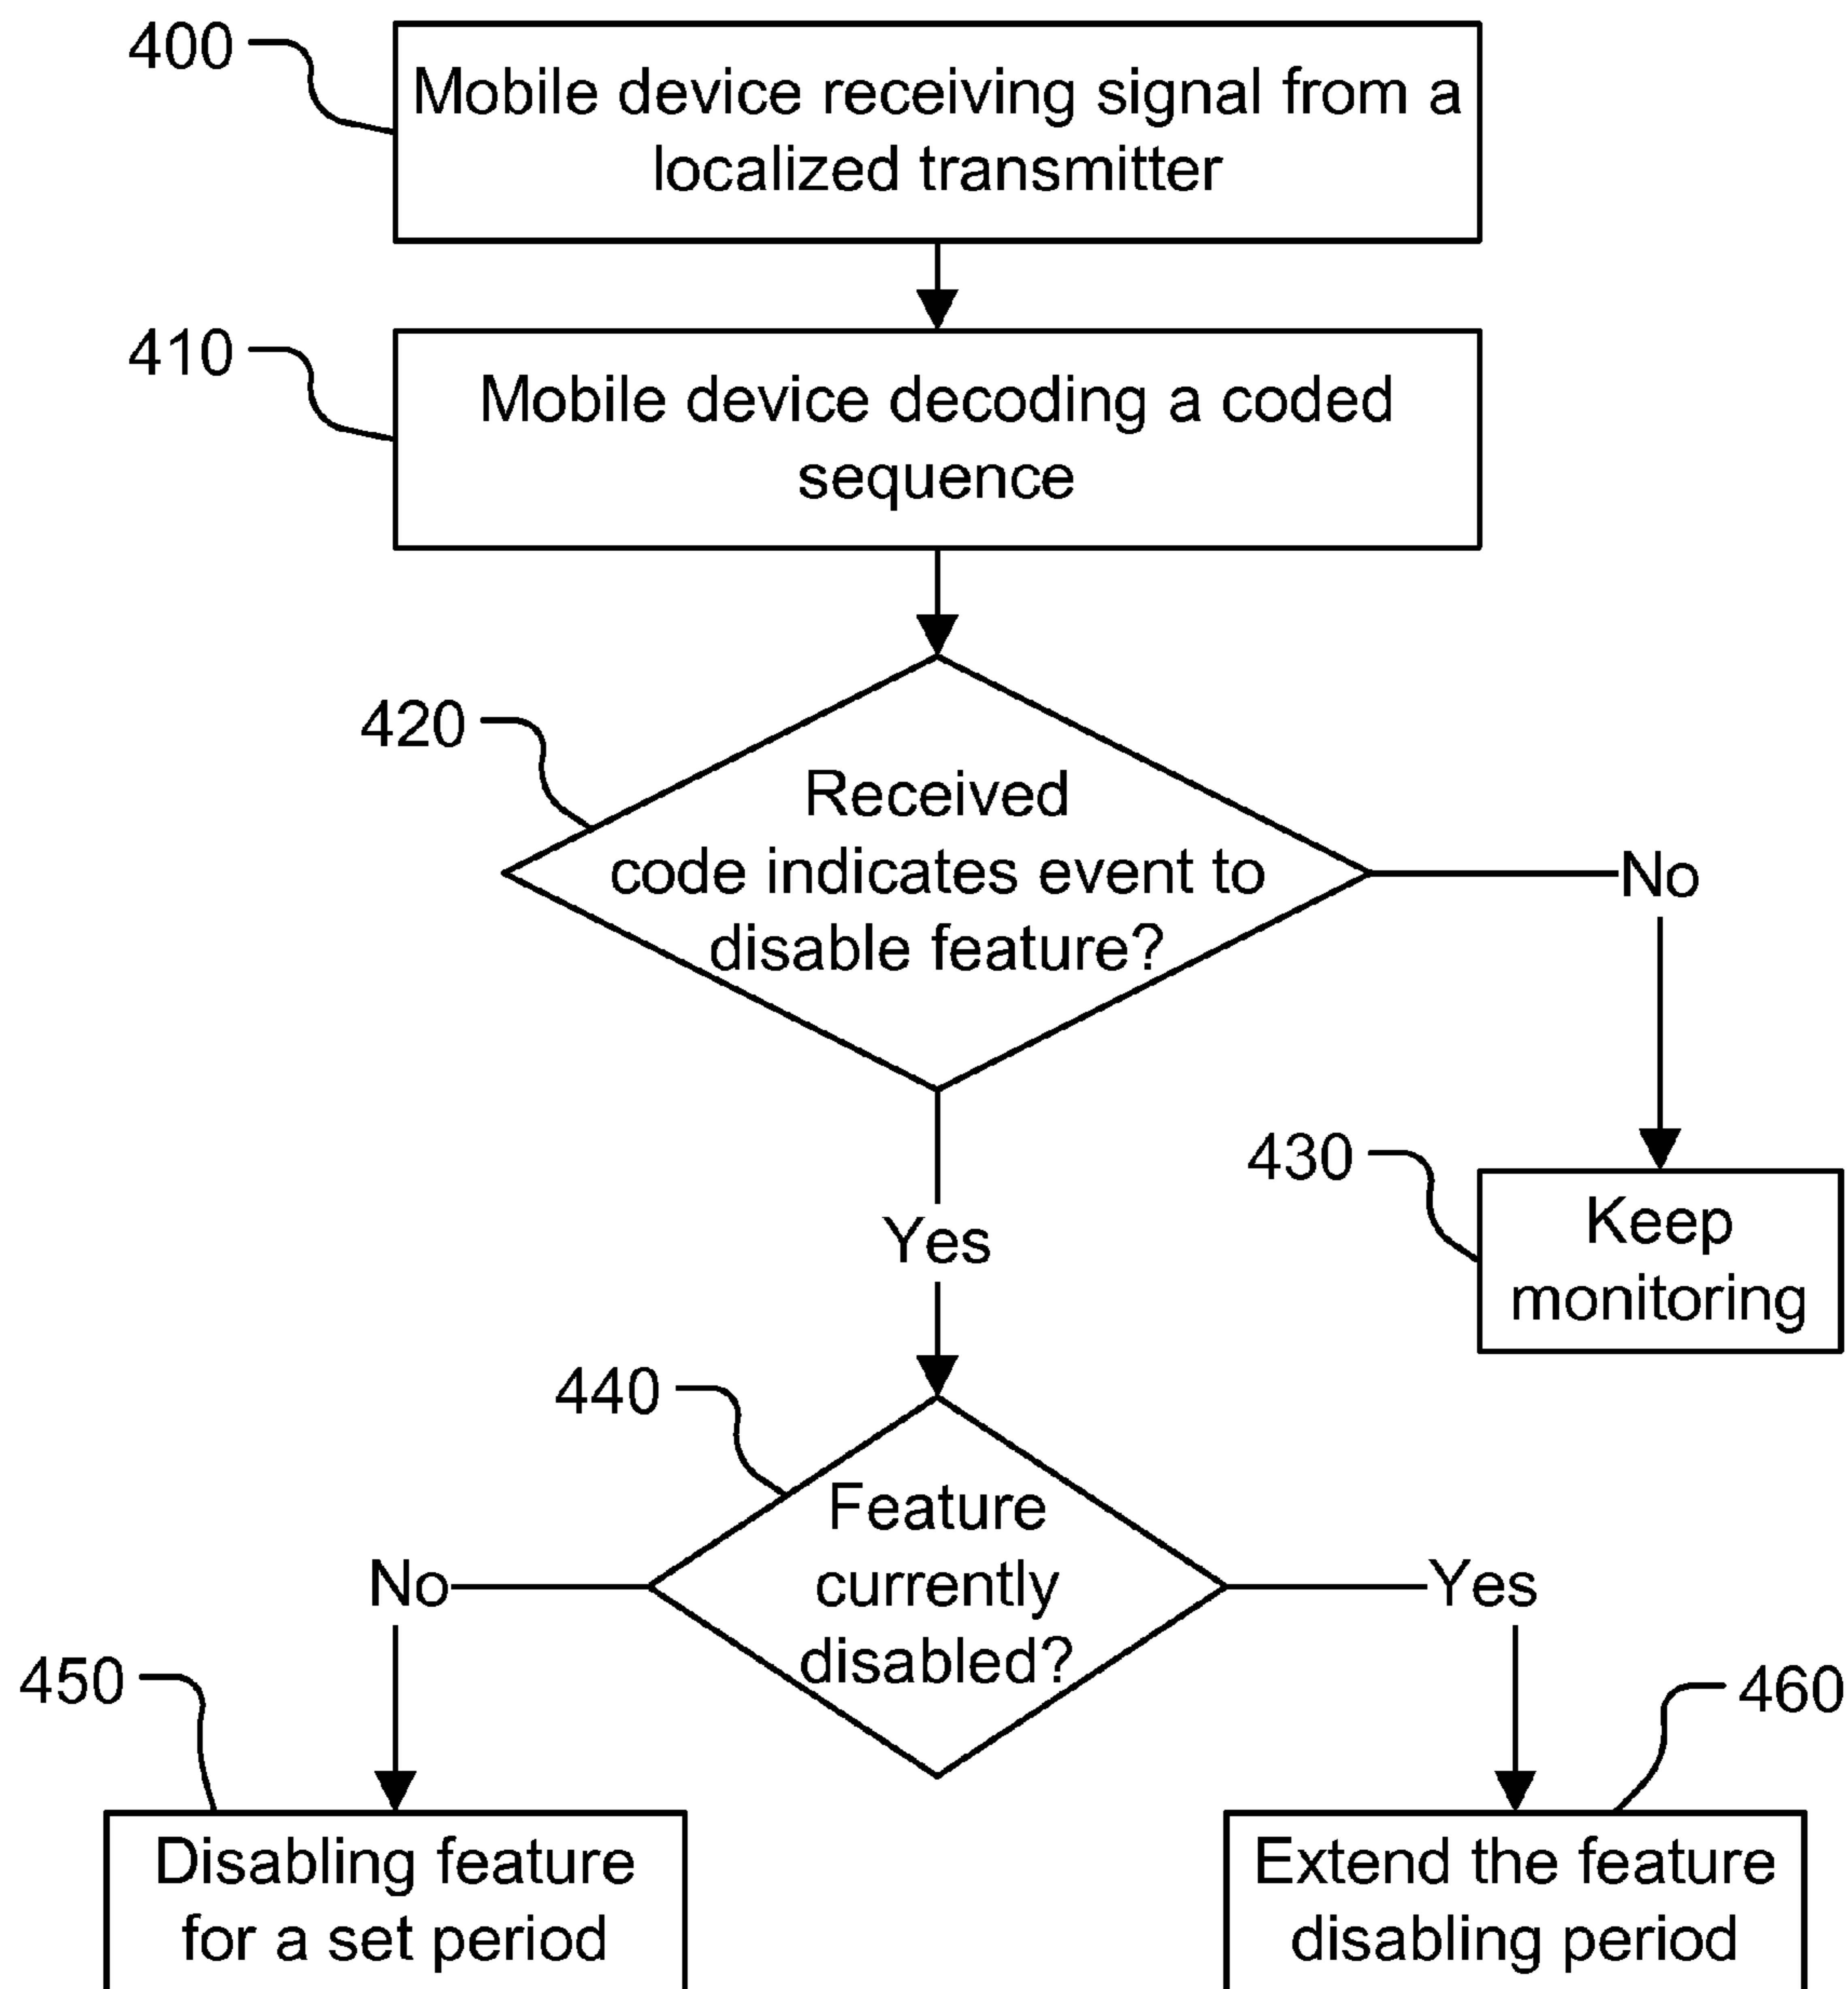 400
Mobile device receiving signal from a
localized transmitter
410
Mobile device decoding a coded
sequence
420
Received
code indicates event to
disable feature?
No
430
Keep
monitoring
Yes
440
Feature
currently
disabled?
No
Yes
450
Disabling feature
for a set period
460
Extend the feature
disabling period